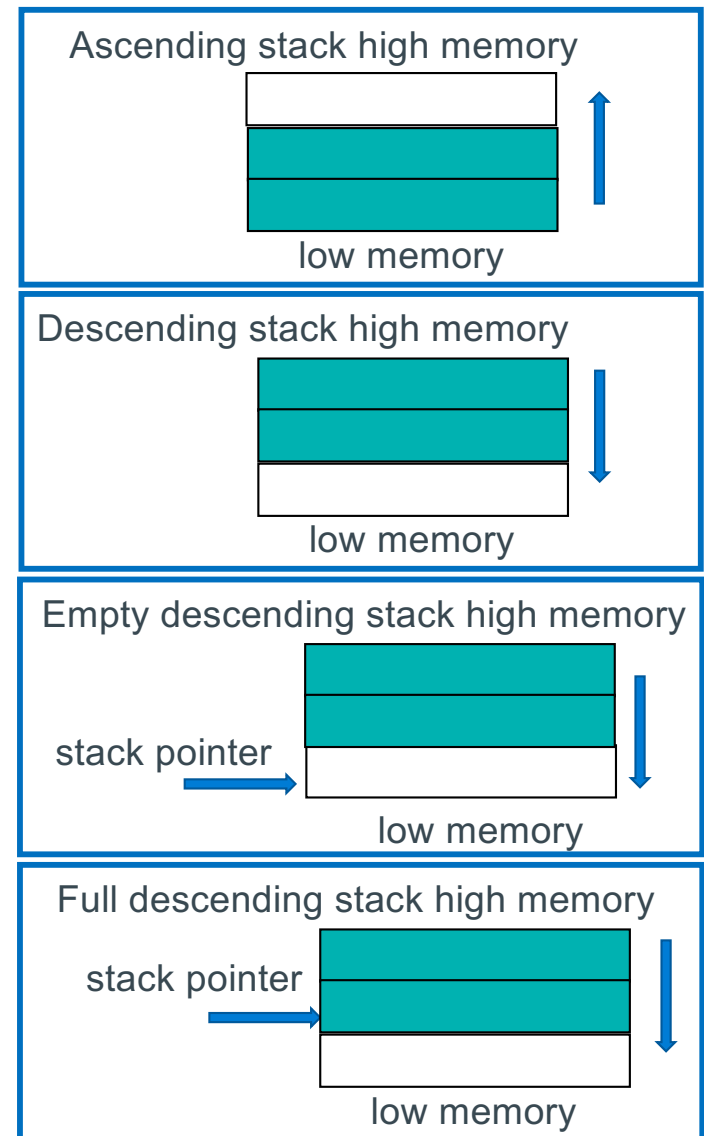 Ascending stack high memory
low memory
Descending stack high memory
low memory
Empty descending stack high memory
stack pointer
low memory
Full descending stack high memory
stack pointer
low memory